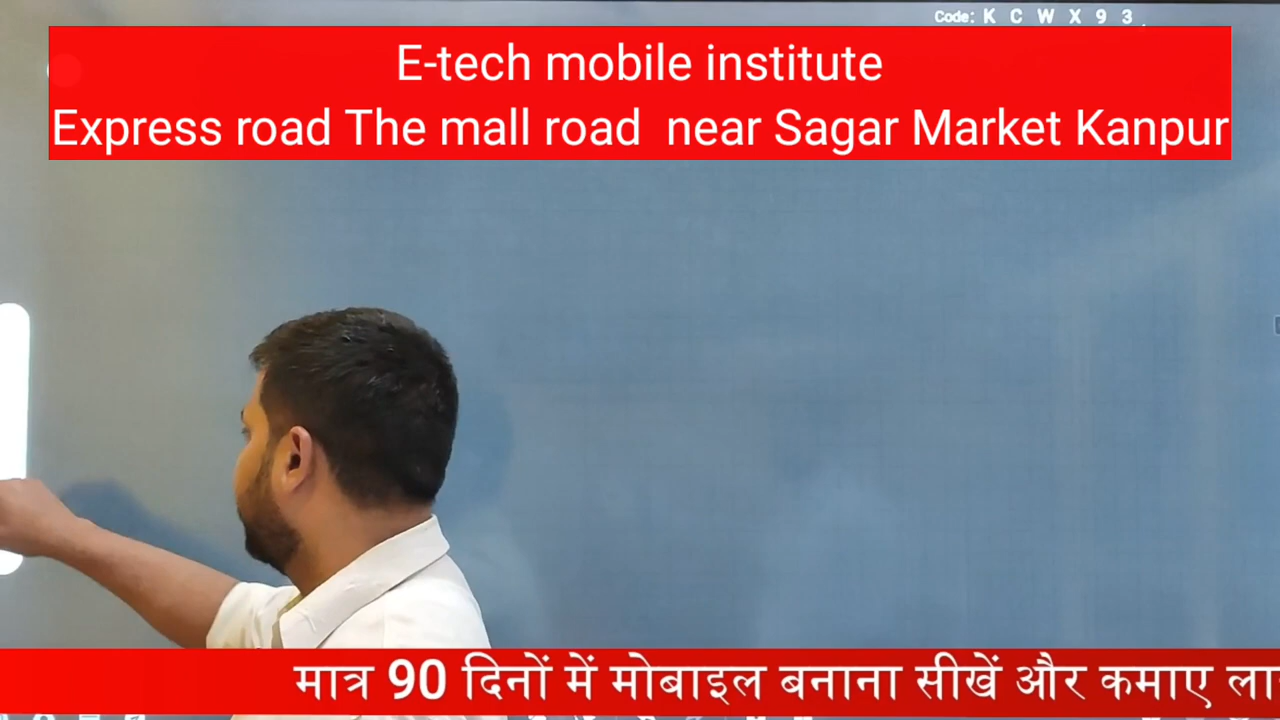 Code: K C W X 9 3
E-tech mobile institute
Express road The mall road near Sagar Market Kanpur
मात्र 90 दिनों में मोबाइल बनाना सीखें और कमाए